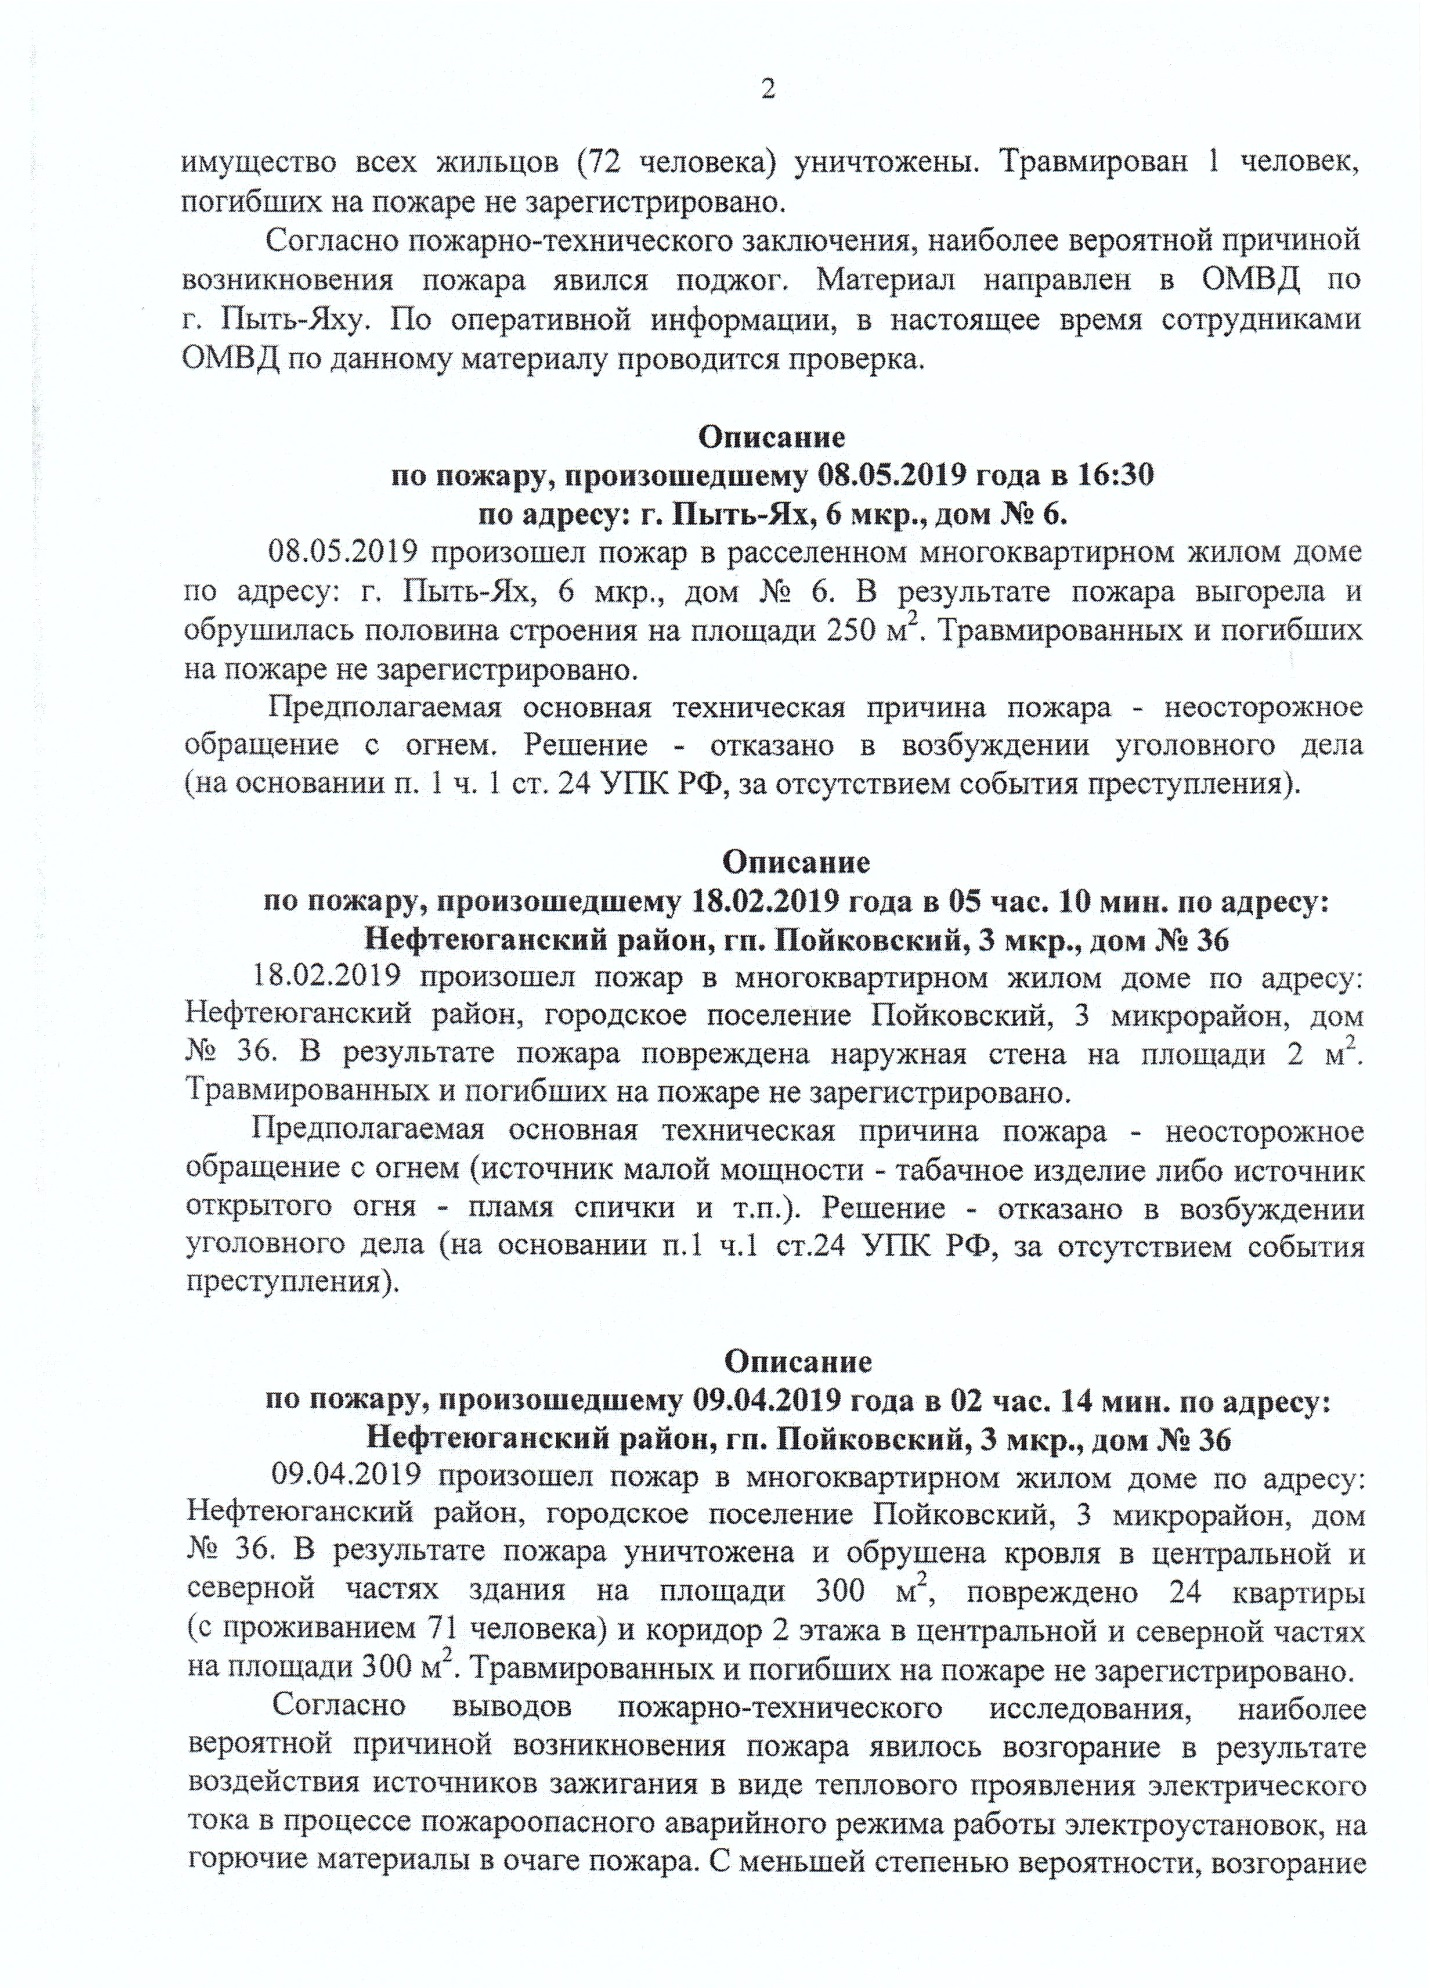 2
имущество всех жильцов (72 человека) уничтожены. Травмирован 1 человек,
погибших на пожаре не зарегистрировано.
Согласно пожарно-технического заключения, наиболее вероятной причиной
возникновения пожара явился поджог. Материал направлен в ОМВД по
г. Пыть-Яху. По оперативной информации, в настоящее время сотрудниками
ОМВД по данному материалу проводится проверка.
Описание
по пожару, произошедшему 08.05.2019 года в 16:30
по адресу: г. Пыть-Ях, 6 мкр., дом № 6.
08.05.2019 произошел пожар в расселенном многоквартирном жилом доме
по адресу: г. Пыть-Ях, 6 мкр., дом № 6. В результате пожара выгорела и
обрушилась половина строения на площади 250 м². Травмированных и погибших
на пожаре не зарегистрировано.
Предполагаемая основная техническая причина пожара - неосторожное
обращение с огнем. Решение - отказано в возбуждении уголовного дела
(на основании п. 1 ч. 1 ст. 24 УПК РФ, за отсутствием события преступления).
Описание
по пожару, произошедшему 18.02.2019 года в 05 час. 10 мин. по адресу:
Нефтеюганский район, гп. Пойковский, 3 мкр., дом № 36
18.02.2019 произошел пожар в многоквартирном жилом доме по адресу:
Нефтеюганский район, городское поселение Пойковский, 3 микрорайон, дом
№ 36. В результате пожара повреждена наружная стена на площади 2 м².
Травмированных и погибших на пожаре не зарегистрировано.
Предполагаемая основная техническая причина пожара - неосторожное
обращение с огнем (источник малой мощности - табачное изделие либо источник
открытого огня - пламя спички и т.п.). Решение - отказано в возбуждении
уголовного дела (на основании п.1 ч.1 ст.24 УПК РФ, за отсутствием события
преступления).
Описание
по пожару, произошедшему 09.04.2019 года в 02 час. 14 мин. по адресу:
Нефтеюганский район, гп. Пойковский, 3 мкр., дом № 36
09.04.2019 произошел пожар в многоквартирном жилом доме по адресу:
Нефтеюганский район, городское поселение Пойковский, 3 микрорайон, дом
№ 36. В результате пожара уничтожена и обрушена кровля в центральной и
северной частях здания на площади 300 м², повреждено 24 квартиры
(с проживанием 71 человека) и коридор 2 этажа в центральной и северной частях
на площади 300 м². Травмированных и погибших на пожаре не зарегистрировано.
Согласно выводов пожарно-технического исследования, наиболее
вероятной причиной возникновения пожара явилось возгорание в результате
воздействия источников зажигания в виде теплового проявления электрического
тока в процессе пожароопасного аварийного режима работы электроустановок, на
горючие материалы в очаге пожара. С меньшей степенью вероятности, возгорание